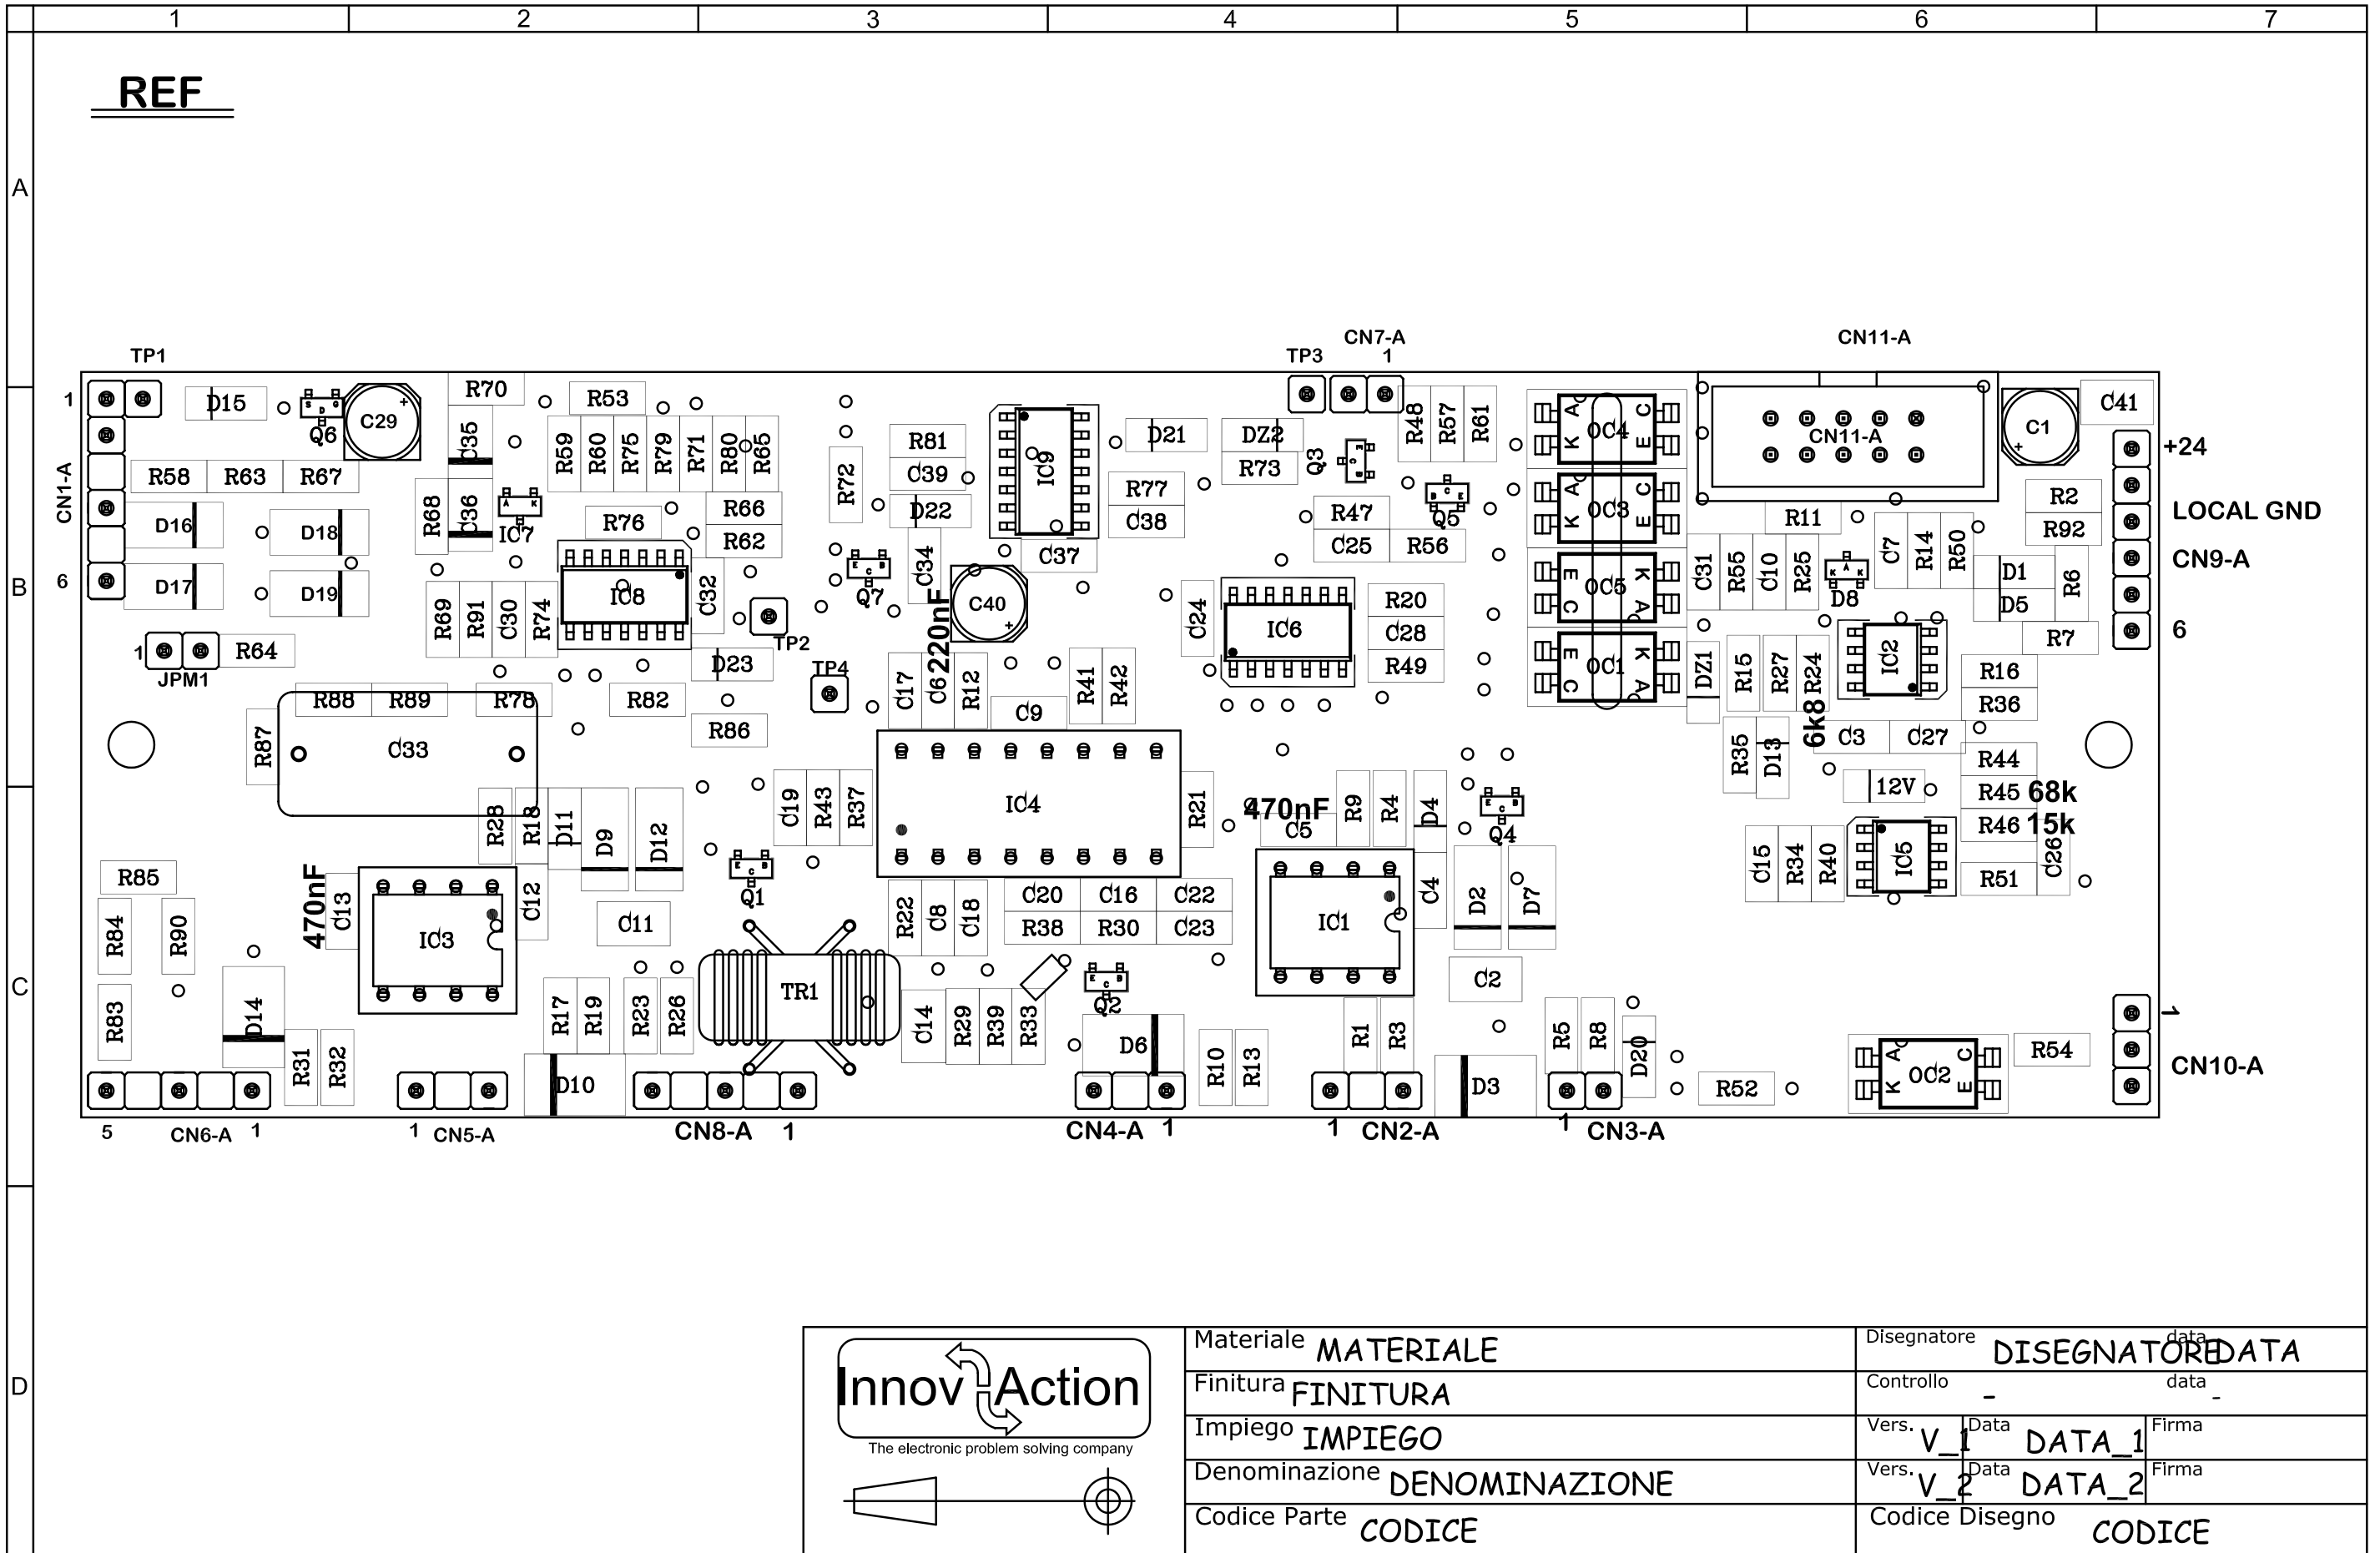 1 2 3 4 5 6 7
REF
A
CN7-A
CN11-A
TP1
TP3 1
1
D15
Q6
S D G
C29
+
R70
R53
C35
R59 R60 R75 R79 R71 R80 R65
R81
C39
R72
IC9
D21
DZ2
R73
Q3
E C B
R48 R57 R61
A C
OC4
K E
CN11-A
C1
+
C41
+24
CN1-A
R58 R63 R67
R68
C36
A K
IC7
R76
R66
R62
D22
R77
C38
R47
C25
B C E
Q5
R56
A C
OC3
K E
R11
R2
R92
LOCAL GND
D16
D18
C34
C37
C31 R55 C10 R25
K A K
D8
C7 R14 R50
D1
D5
R6
CN9-A
B
6
D17
D19
IC8
C32
E C B
Q7
C40
+
220nF
C24
IC6
R20
C28
R49
E K
OC5
C A
R7
6
R69 R91 C30 R74
TP2
1
R64
JPM1
D23
TP4
C17 C6 R12
R41 R42
E K
OC1
C A
DZ1
R15 R27 R24
6k8
IC2
R16
R36
R88 R89 R78 R82
R86
C9
R87
C33
R35 D13
C3 C27
R44
R45 68k
R46 15k
12V
R28 R18 D11 D9 D12
C19 R43 R37
IC4
R21
470nF
C5
R9 R4 D4
E C B
Q4
C15 R34 R40
IC5
R51
C26
R85
470nF
C13
C12
E C B
Q1
R84 R90
IC3
C11
R22 C8 C18
C20 C16 C22
R38 R30 C23
IC1
C4
D2 D7
C
C2
R83
D14
R17 R19 R23 R26
TR1
C14 R29 R39 R33
E C B
Q2
D6
R10 R13
R1 R3
R5 R8 D20
R31 R32
D10
D3
R52
A C
OC2
K E
R54
1
CN10-A
5 CN6-A 1
1 CN5-A
CN8-A 1
CN4-A 1
1 CN2-A
1 CN3-A
D
Innov Action
The electronic problem solving company
Materiale MATERIALE
Finitura FINITURA
Impiego IMPIEGO
Denominazione DENOMINAZIONE
Codice Parte CODICE
Disegnatore DISEGNATORE data DATA
Controllo - data -
Vers. V_1 Data DATA_1 Firma
Vers. V_2 Data DATA_2 Firma
Codice Disegno CODICE